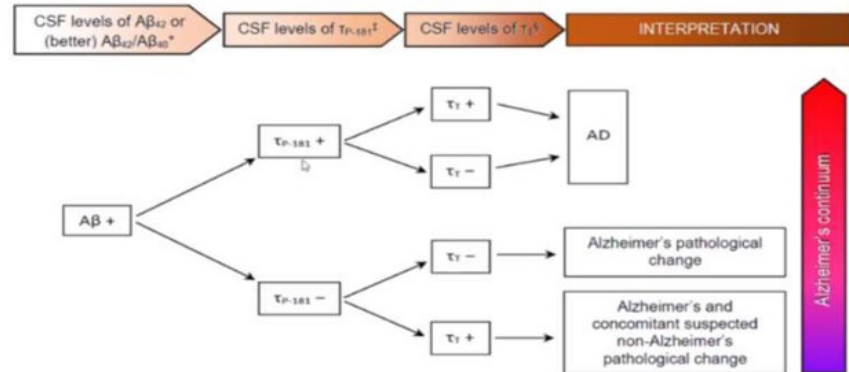 CSF levels of Aβ₄₂ or
(better) Aβ₄₂/Aβ₄₀*
CSF levels of τP-181‡
CSF levels of τT§
INTERPRETATION
Aβ +
τP-181 +
τP-181 −
τT +
τT −
τT −
τT +
AD
Alzheimer's pathological
change
Alzheimer's and
concomitant suspected
non-Alzheimer's
pathological change
Alzheimer's continuum